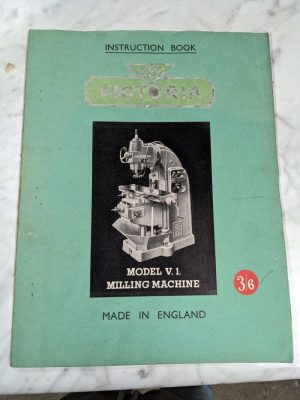 INSTRUCTION BOOK
VICTORIA
MODEL V.1.
MILLING MACHINE
3/6
MADE IN ENGLAND